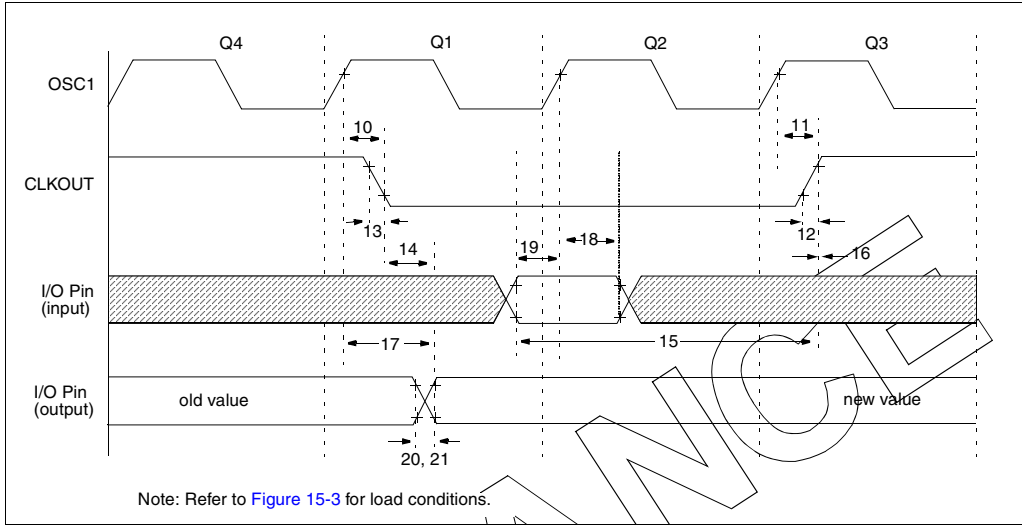 Q4 Q1 Q2 Q3
OSC1
10 11
CLKOUT
13 12
14 19 18 16
I/O Pin
(input)
17 15
I/O Pin
(output)
old value new value
20, 21
Note: Refer to Figure 15-3 for load conditions.